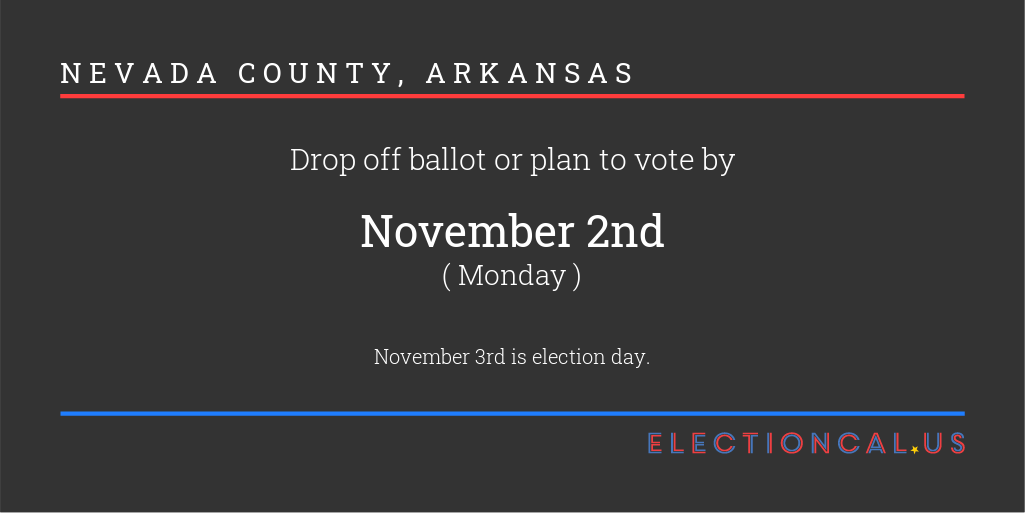 NEVADA COUNTY, ARKANSAS
Drop off ballot or plan to vote by
November 2nd
( Monday )
November 3rd is election day.
ELECTIONCAL.US